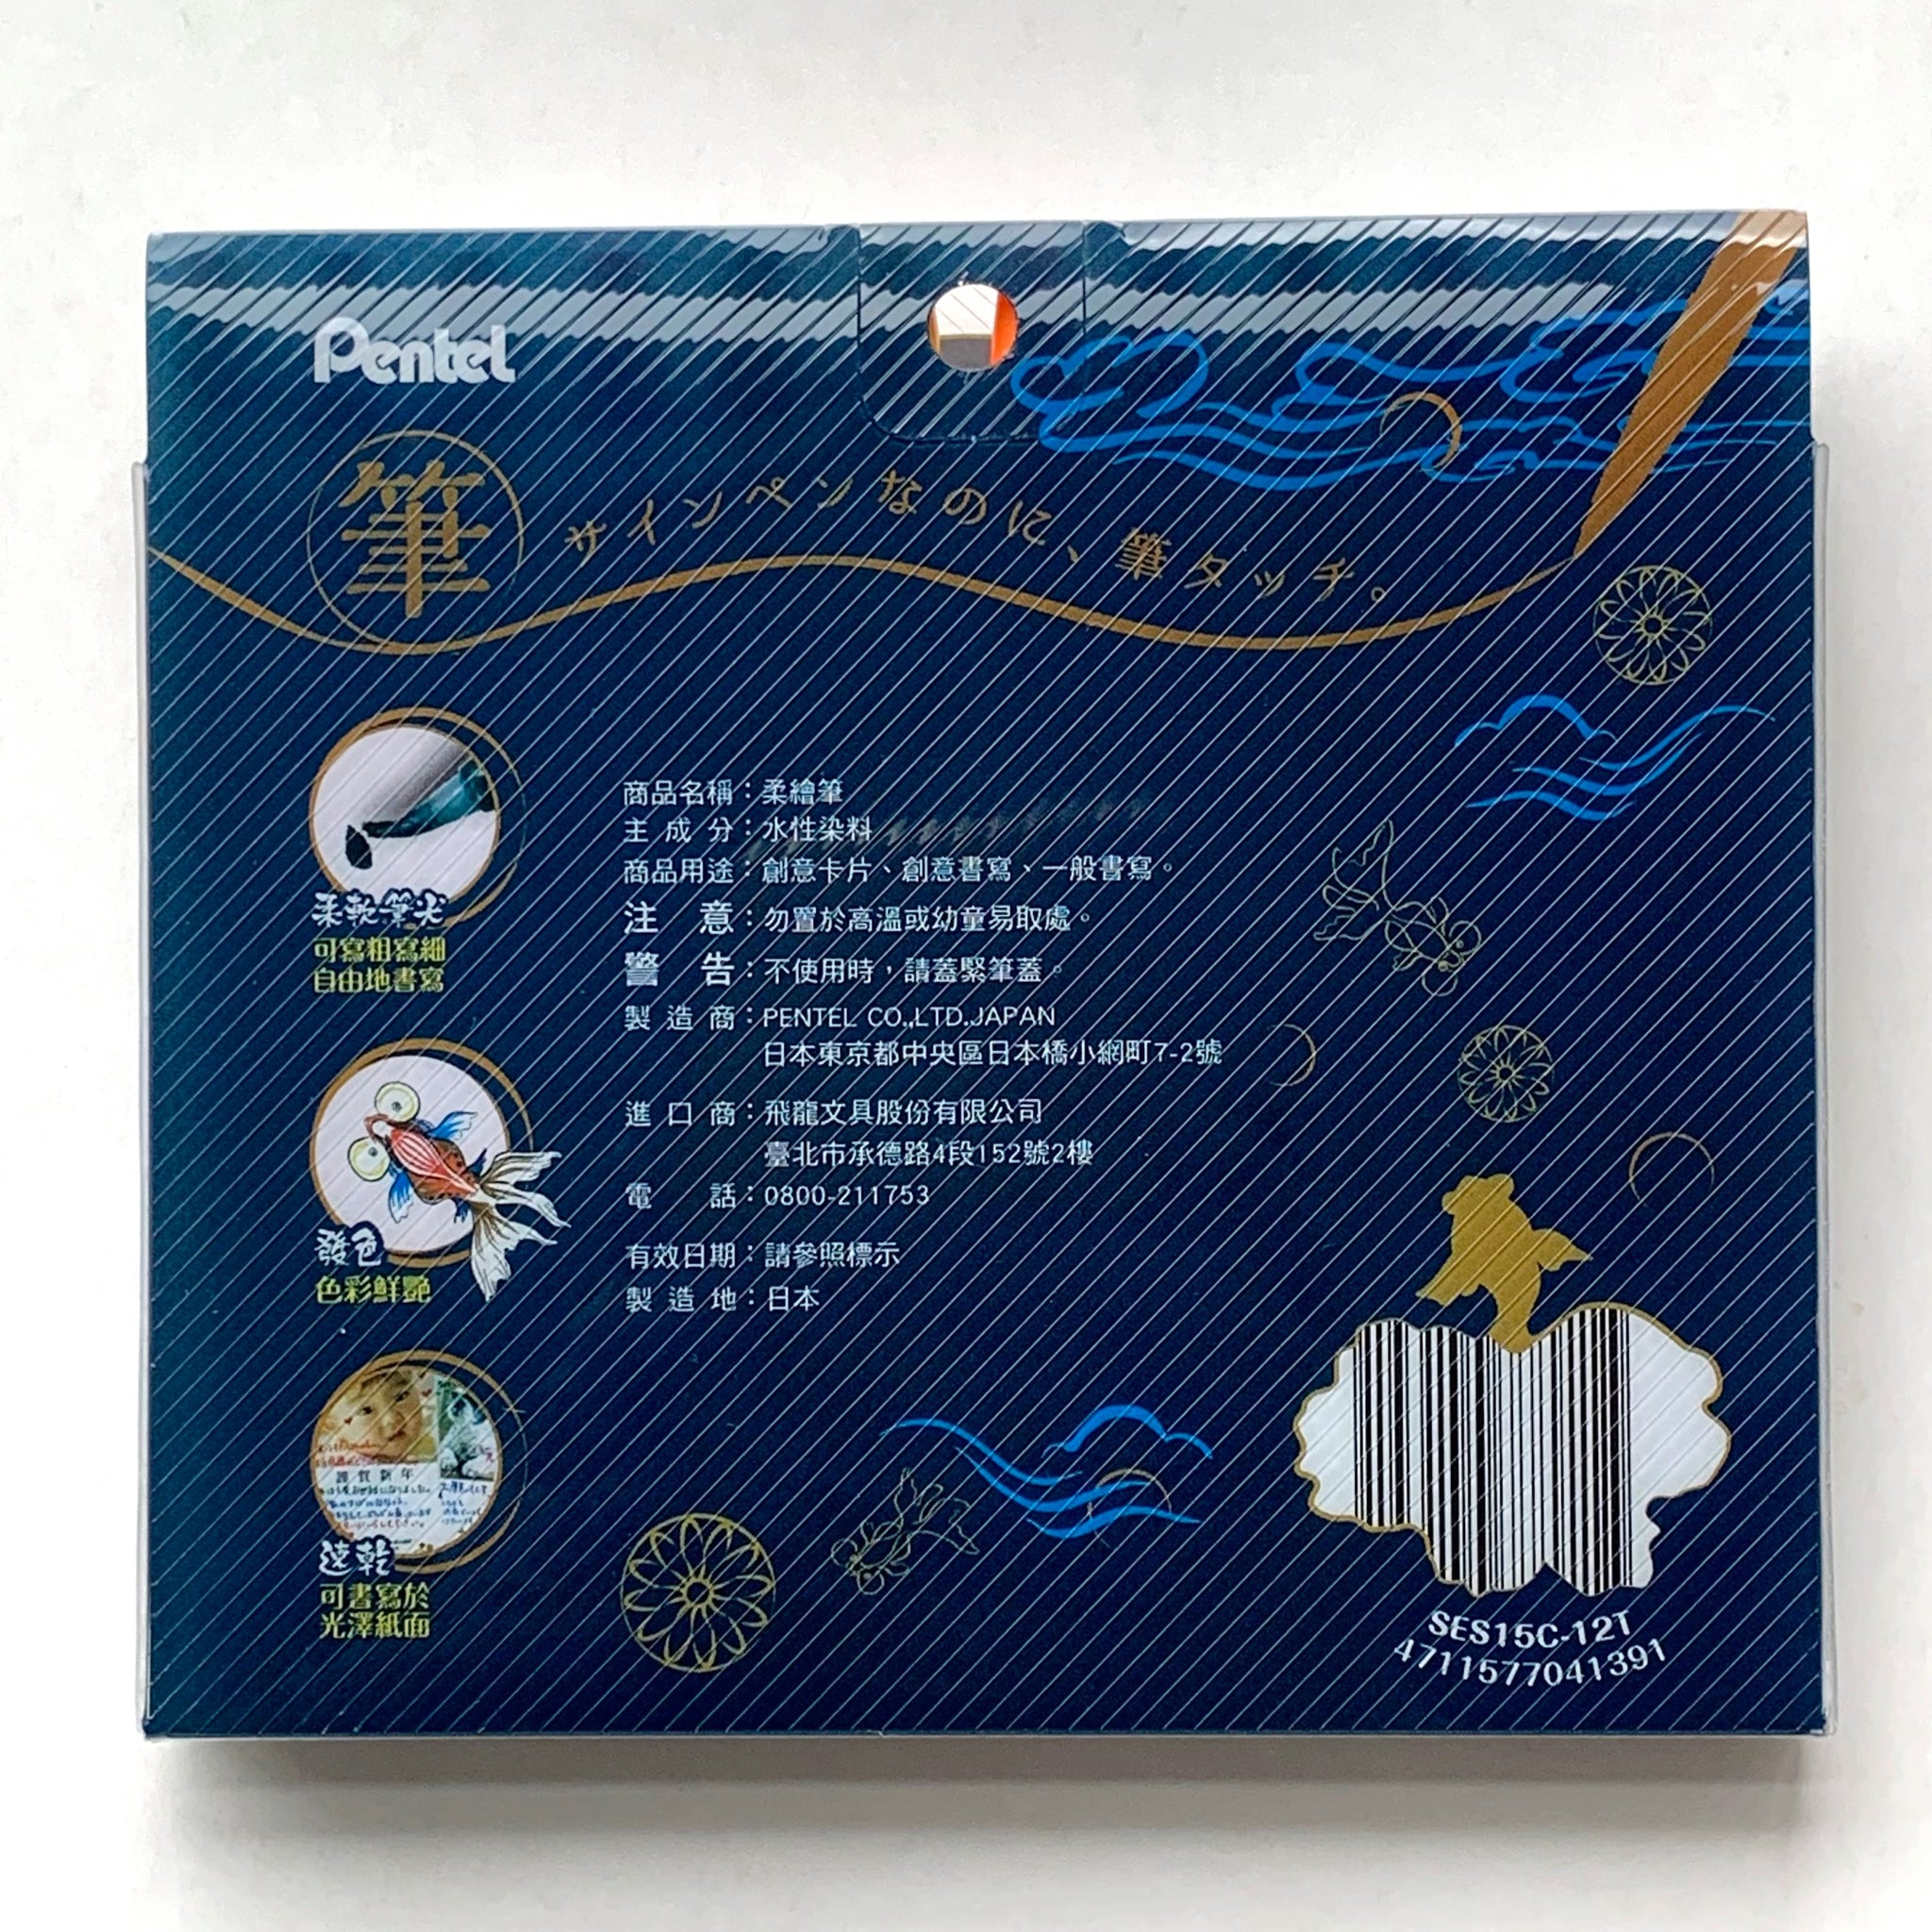 Pentel
筆
サインペンなのに、筆タッチ。
柔軟筆尖
可寫粗寫細
自由地書寫
發色
色彩鮮艷
謹賀新年
速乾
可書寫於
光澤紙面
商品名稱：柔繪筆
主成分：水性染料
商品用途：創意卡片、創意書寫、一般書寫。
注意：勿置於高溫或幼童易取處。
警告：不使用時，請蓋緊筆蓋。
製造商：PENTEL CO.,LTD.JAPAN
日本東京都中央區日本橋小網町7-2號
進口商：飛龍文具股份有限公司
臺北市承德路4段152號2樓
電話：0800-211753
有效日期：請參照標示
製造地：日本
SES15C-12T
4711577041391